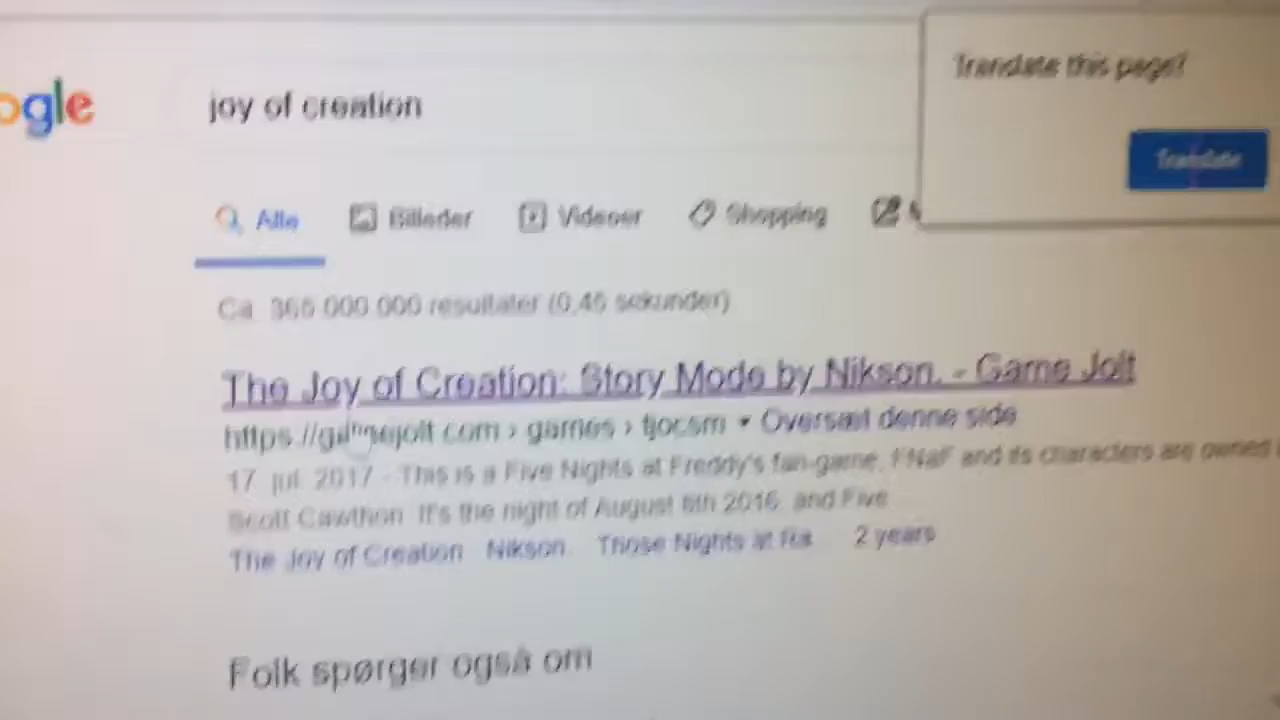 ogle
joy of creation
Translate this page?
Translate
Alle Billeder Videoer Shopping
Ca. 365.000.000 resultater (0,45 sekunder)
The Joy of Creation: Story Mode by Nikson. - Game Jolt
https://gamejolt.com › games › tjocsm ▾ Oversæt denne side
17. jul. 2017 - This is a Five Nights at Freddy's fan-game, FNaF and its characters are owned
Scott Cawthon. It's the night of August 6th 2016, and Five
The Joy of Creation Nikson. Those Nights at Ra 2 years
Folk spørger også om